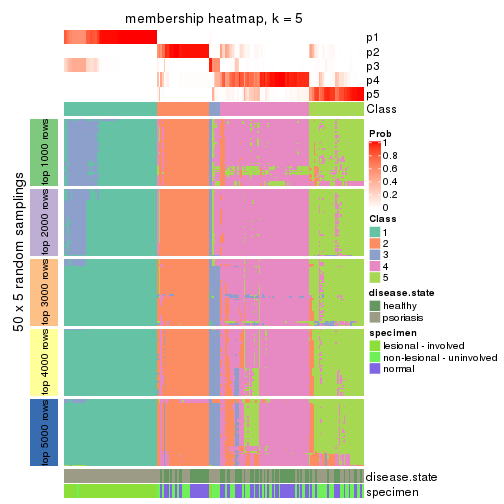 membership heatmap, k = 5
p1
p2
p3
p4
p5
Class
50 x 5 random samplings
top 1000 rows
top 2000 rows
top 3000 rows
top 4000 rows
top 5000 rows
Prob
1
0.8
0.6
0.4
0.2
0
Class
1
2
3
4
5
disease.state
healthy
psoriasis
specimen
lesional - involved
non-lesional - uninvolved
normal
disease.state
specimen